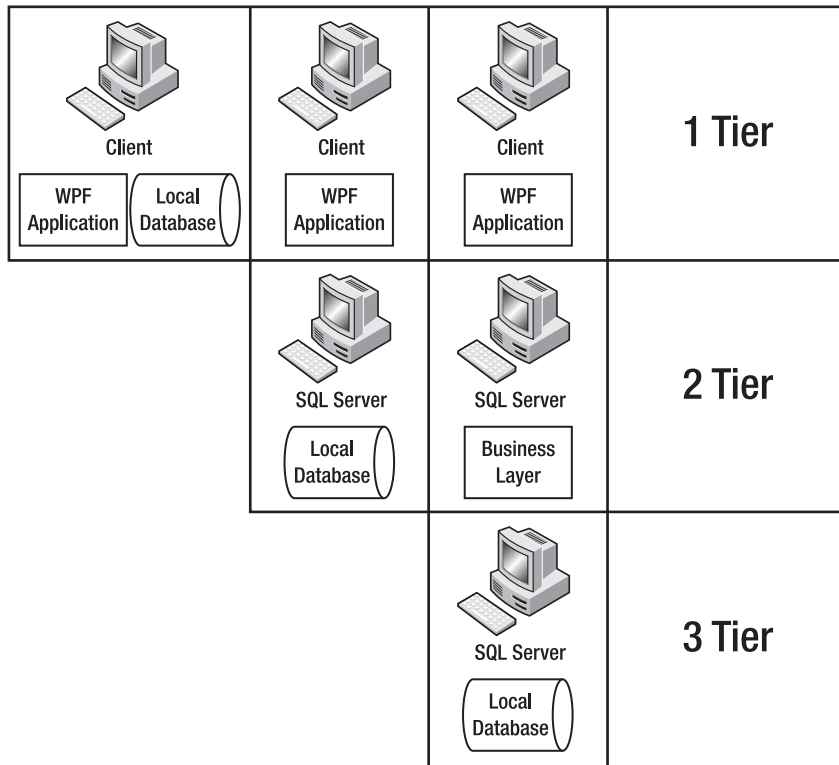 Client
Client
Client
1 Tier
WPF
Application
Local
Database
WPF
Application
WPF
Application
SQL Server
SQL Server
2 Tier
Local
Database
Business
Layer
SQL Server
3 Tier
Local
Database